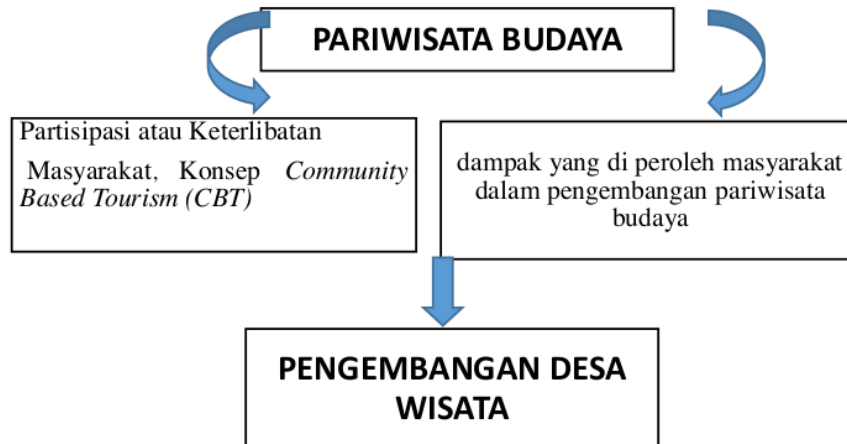 PARIWISATA BUDAYA
Partisipasi atau Keterlibatan
Masyarakat, Konsep Community
Based Tourism (CBT)
dampak yang di peroleh masyarakat
dalam pengembangan pariwisata
budaya
PENGEMBANGAN DESA
WISATA